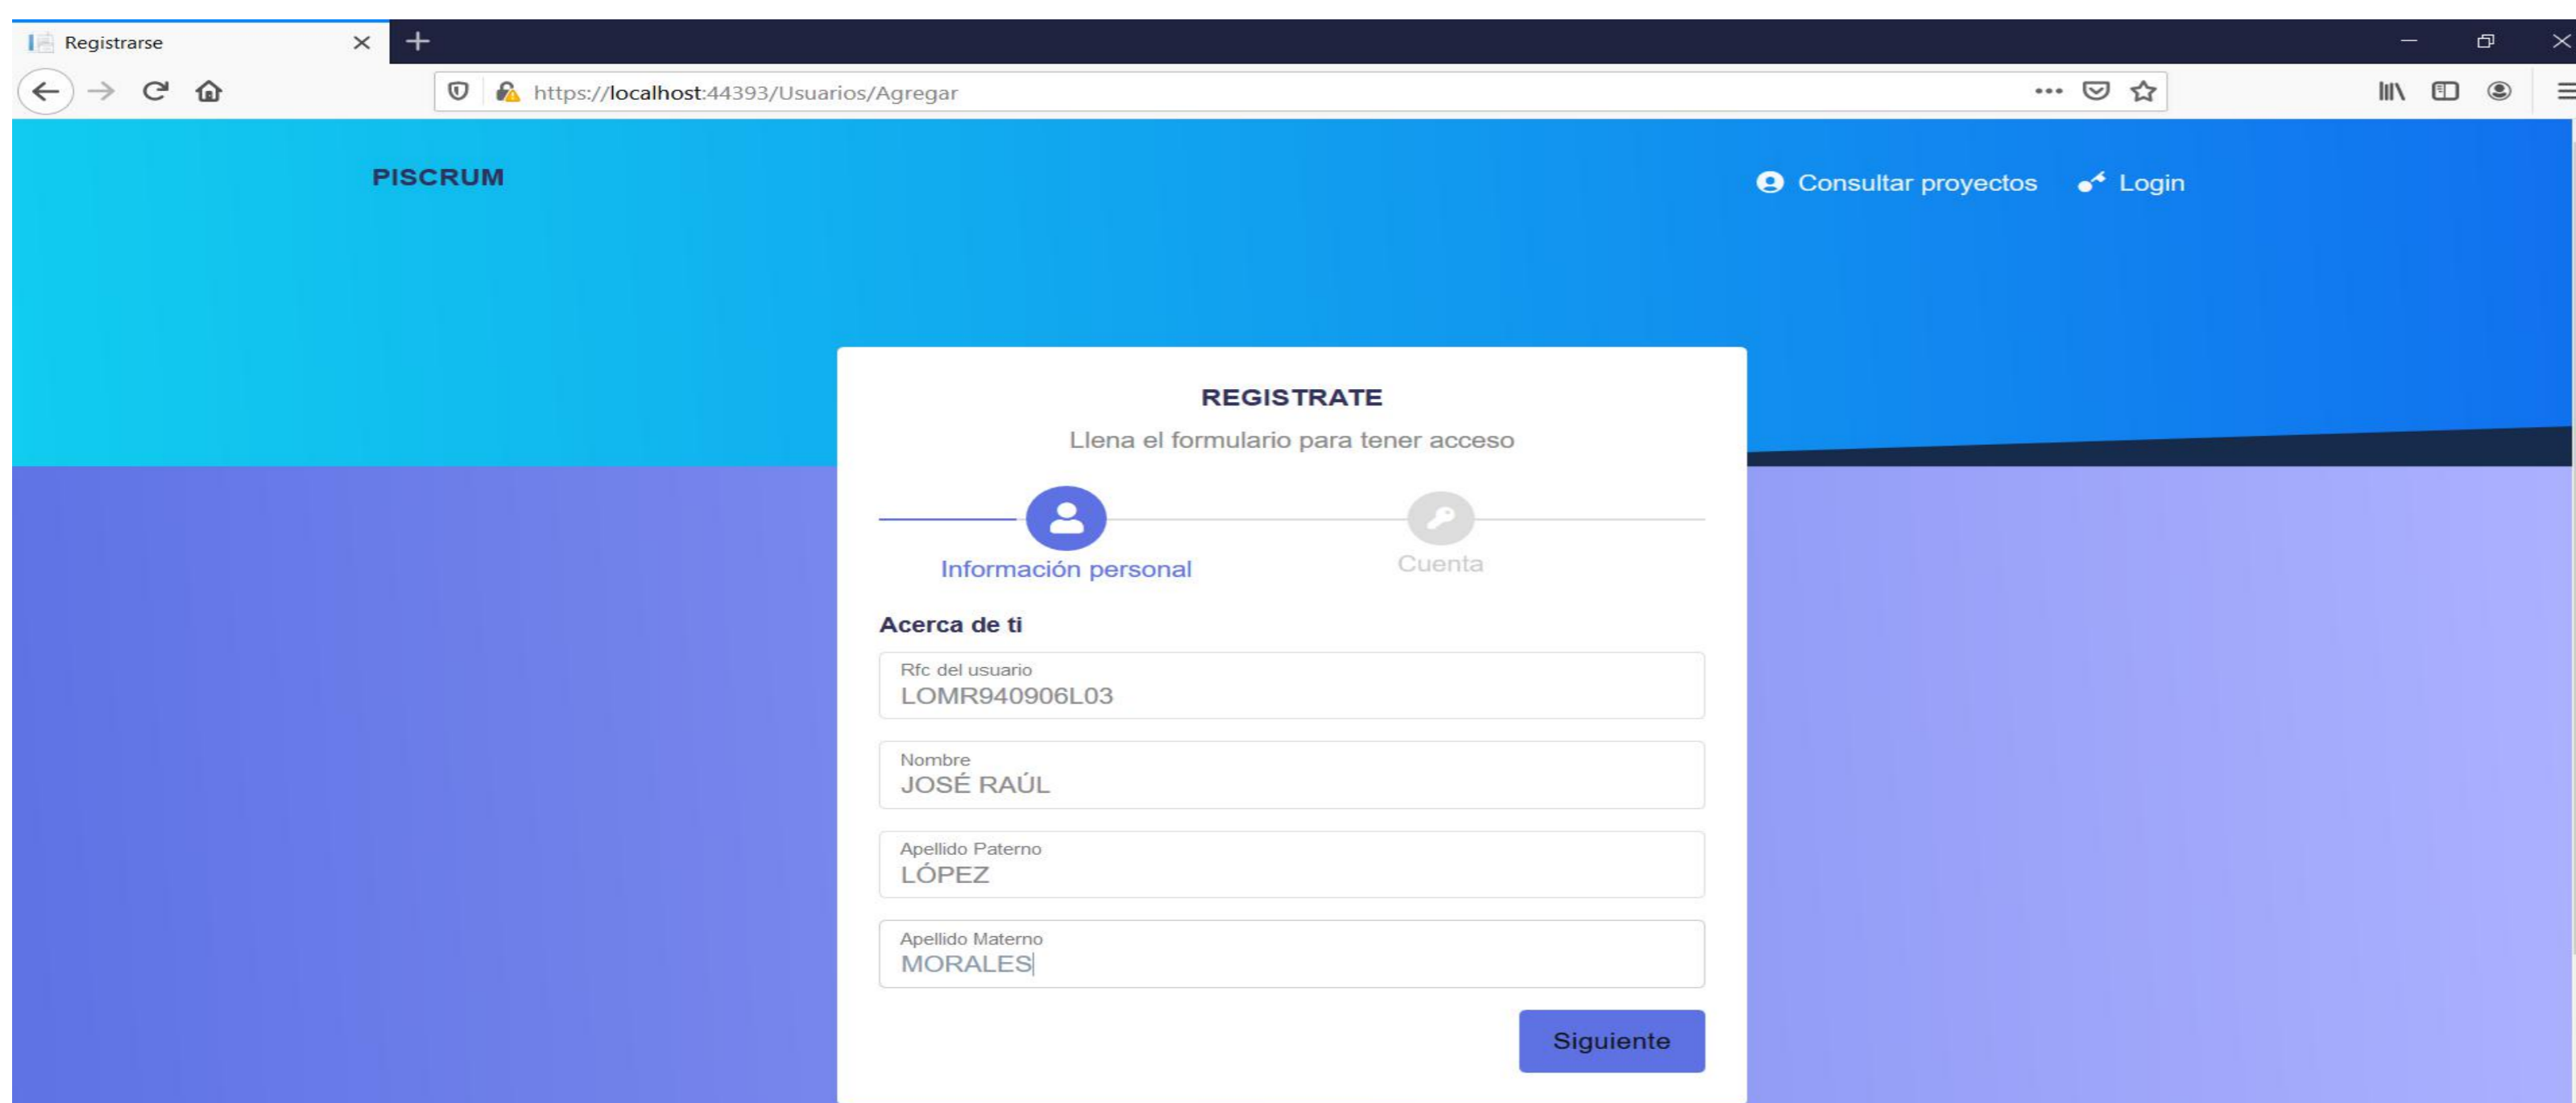 Registrarse
https://localhost:44393/Usuarios/Agregar
PISCRUM
Consultar proyectos
Login
REGISTRATE
Llena el formulario para tener acceso
Información personal
Cuenta
Acerca de ti
Rfc del usuario
LOMR940906L03
Nombre
JOSÉ RAÚL
Apellido Paterno
LÓPEZ
Apellido Materno
MORALES
Siguiente